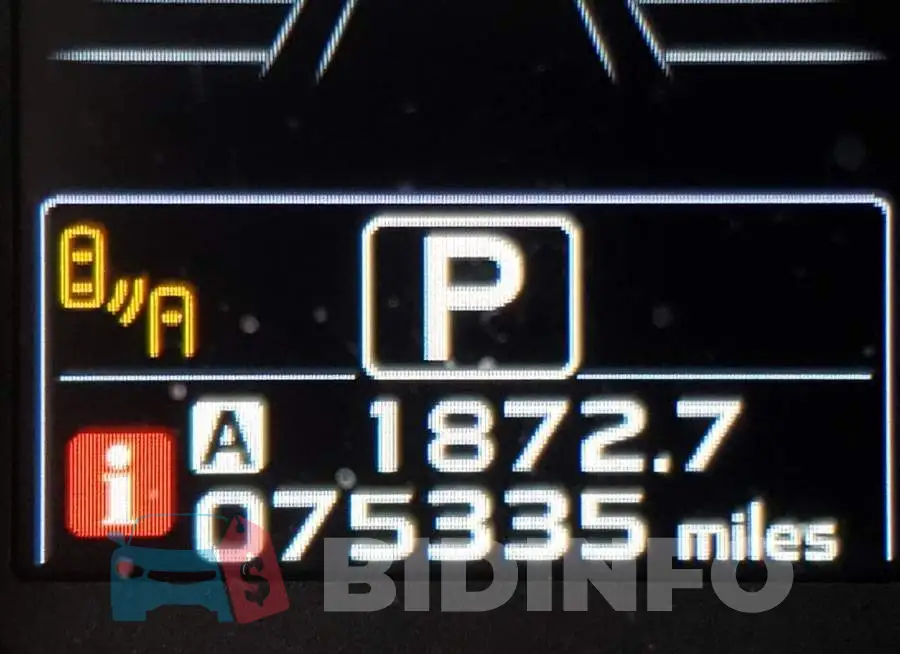 P
A 1872.7
i
075335 miles
$ BIDINFO